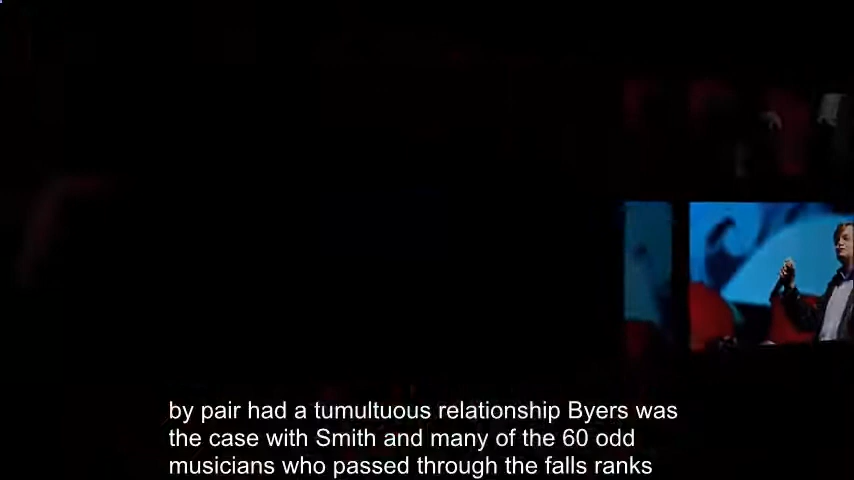 by pair had a tumultuous relationship Byers was
the case with Smith and many of the 60 odd
musicians who passed through the falls ranks